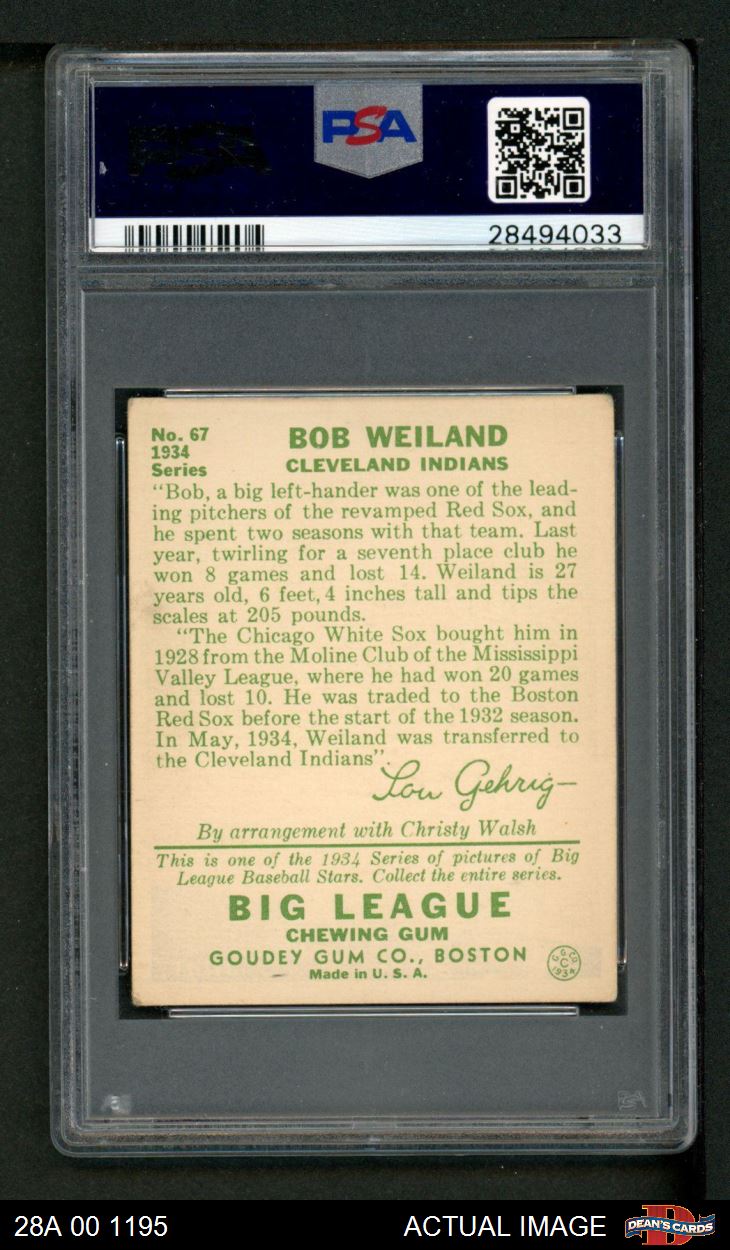 PSA
28494033
No. 67
1934
Series
BOB WEILAND
CLEVELAND INDIANS
"Bob, a big left-hander was one of the lead-
ing pitchers of the revamped Red Sox, and
he spent two seasons with that team. Last
year, twirling for a seventh place club he
won 8 games and lost 14. Weiland is 27
years old, 6 feet, 4 inches tall and tips the
scales at 205 pounds.
"The Chicago White Sox bought him in
1928 from the Moline Club of the Mississippi
Valley League, where he had won 20 games
and lost 10. He was traded to the Boston
Red Sox before the start of the 1932 season.
In May, 1934, Weiland was transferred to
the Cleveland Indians".
Lou Gehrig
By arrangement with Christy Walsh
This is one of the 1934 Series of pictures of Big
League Baseball Stars. Collect the entire series.
BIG LEAGUE
CHEWING GUM
GOUDEY GUM CO., BOSTON
Made in U. S. A.
G. G. CO.
C
1934
PSA
28A 00 1195
ACTUAL IMAGE
DEAN'S CARDS